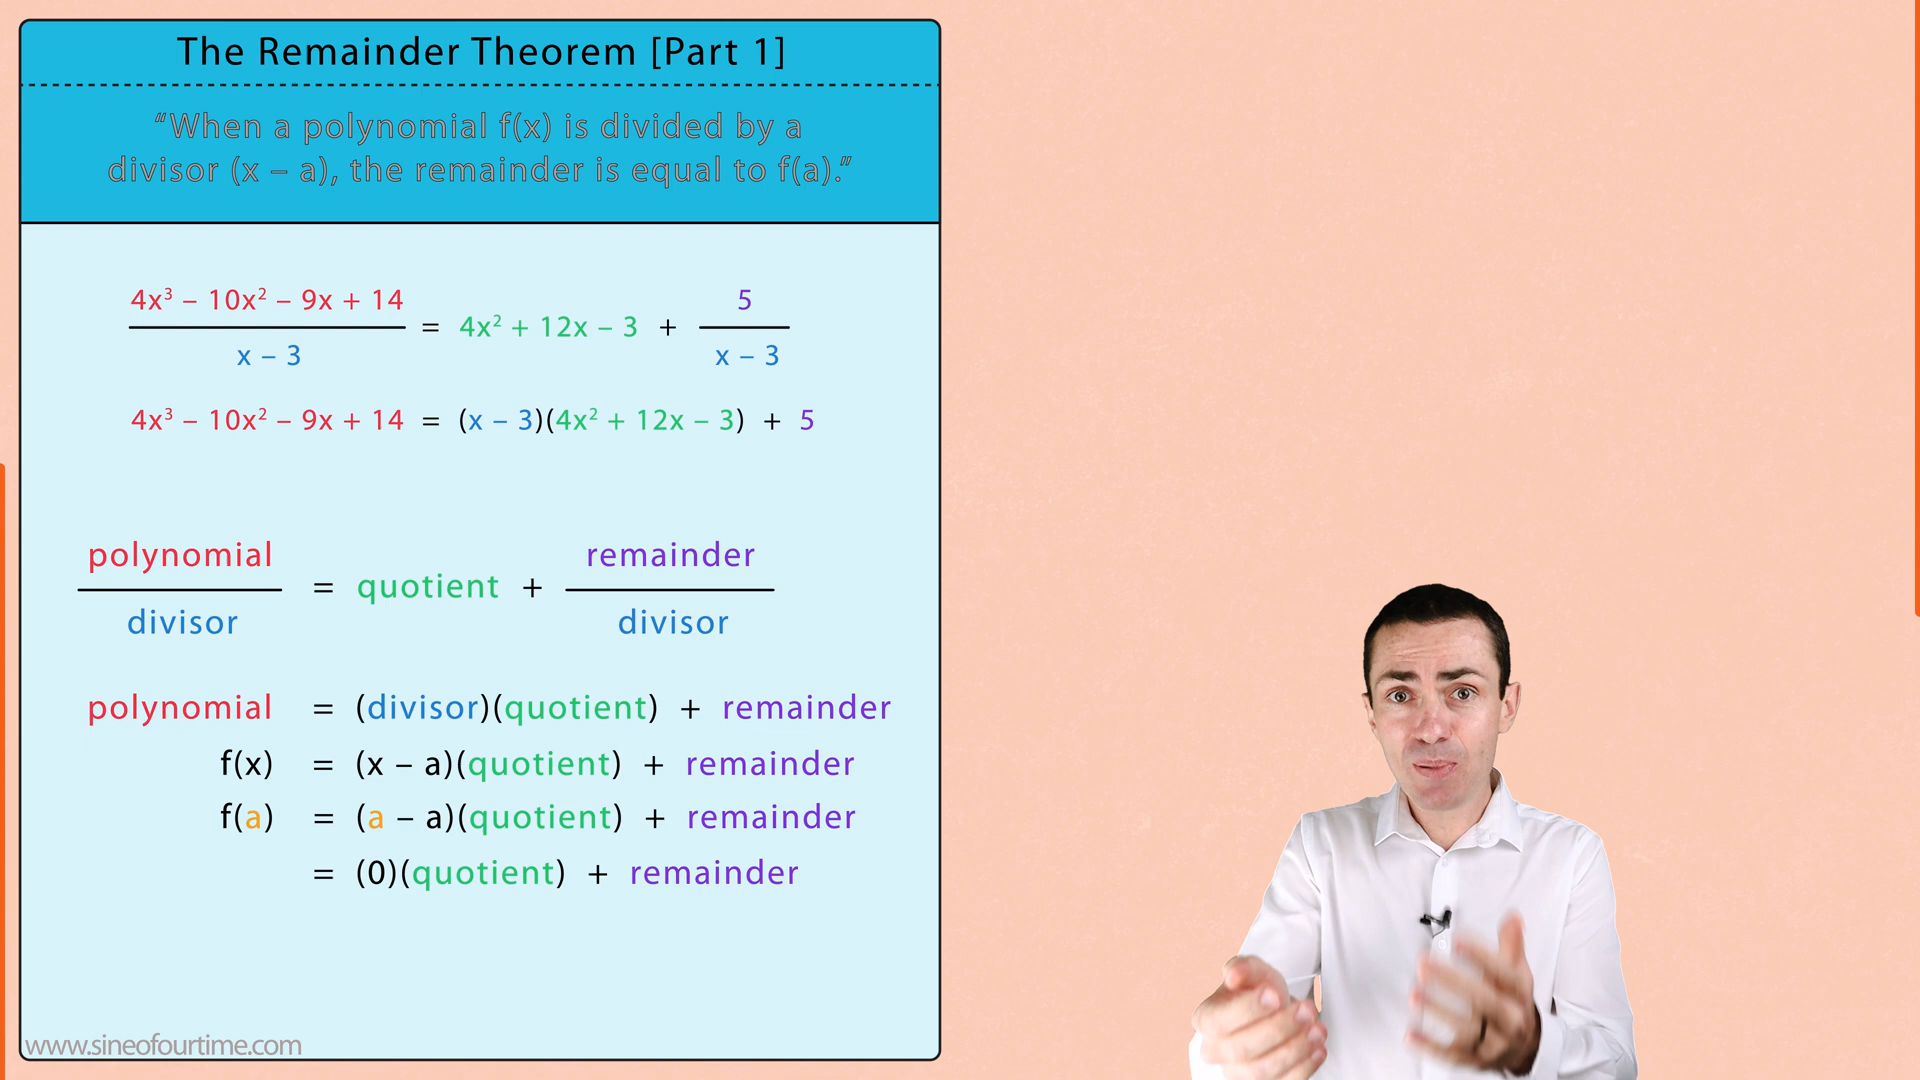 The Remainder Theorem [Part 1]
“When a polynomial f(x) is divided by a
divisor (x – a), the remainder is equal to f(a).”
4x³ – 10x² – 9x + 14
x – 3
= 4x² + 12x – 3 +
5
x – 3
4x³ – 10x² – 9x + 14 = (x – 3)(4x² + 12x – 3) + 5
polynomial
divisor
= quotient +
remainder
divisor
polynomial = (divisor)(quotient) + remainder
f(x) = (x – a)(quotient) + remainder
f(a) = (a – a)(quotient) + remainder
= (0)(quotient) + remainder
www.sineofourtime.com